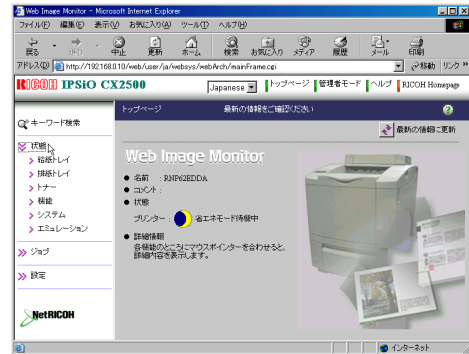 Web Image Monitor - Microsoft Internet Explorer
ファイル(F) 編集(E) 表示(V) お気に入り(A) ツール(T) ヘルプ(H)
戻る 進む 中止 更新 ホーム 検索 お気に入り メディア 履歴 メール 印刷
アドレス(D) http://192.168.0.10/web/user/ja/websys/webArch/mainFrame.cgi 移動 リンク »
RICOH IPSiO CX2500 Japanese トップページ 管理者モード ヘルプ RICOH Homepage
トップページ 最新の情報をご確認ください ?
キーワード検索
最新の情報に更新
状態
給紙トレイ
排紙トレイ
トナー
機能
システム
エミュレーション
ジョブ
設定
NetRICOH
Web Image Monitor
● 名前 : RNP62EDDA
● コメント :
● 状態
プリンター : 省エネモード待機中
● 詳細情報
各機能のところにマウスポインターを合わせると、
詳細内容を表示します。
インターネット